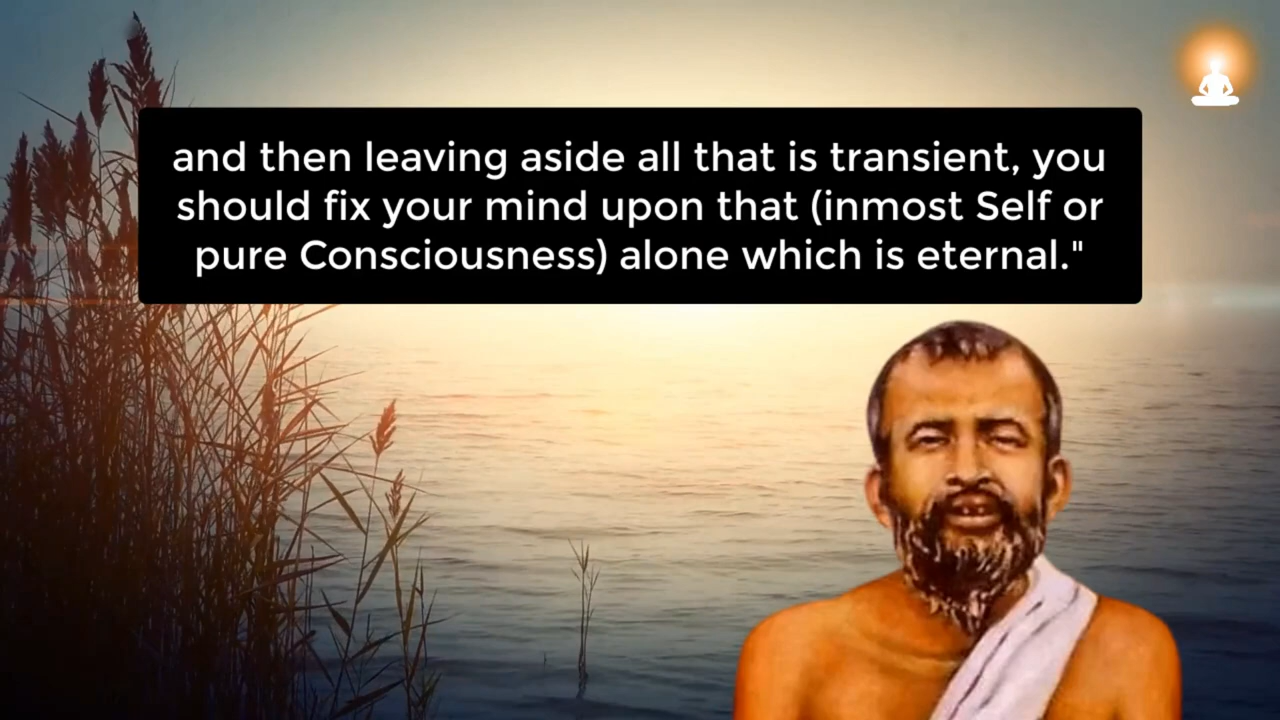 and then leaving aside all that is transient, you
should fix your mind upon that (inmost Self or
pure Consciousness) alone which is eternal."